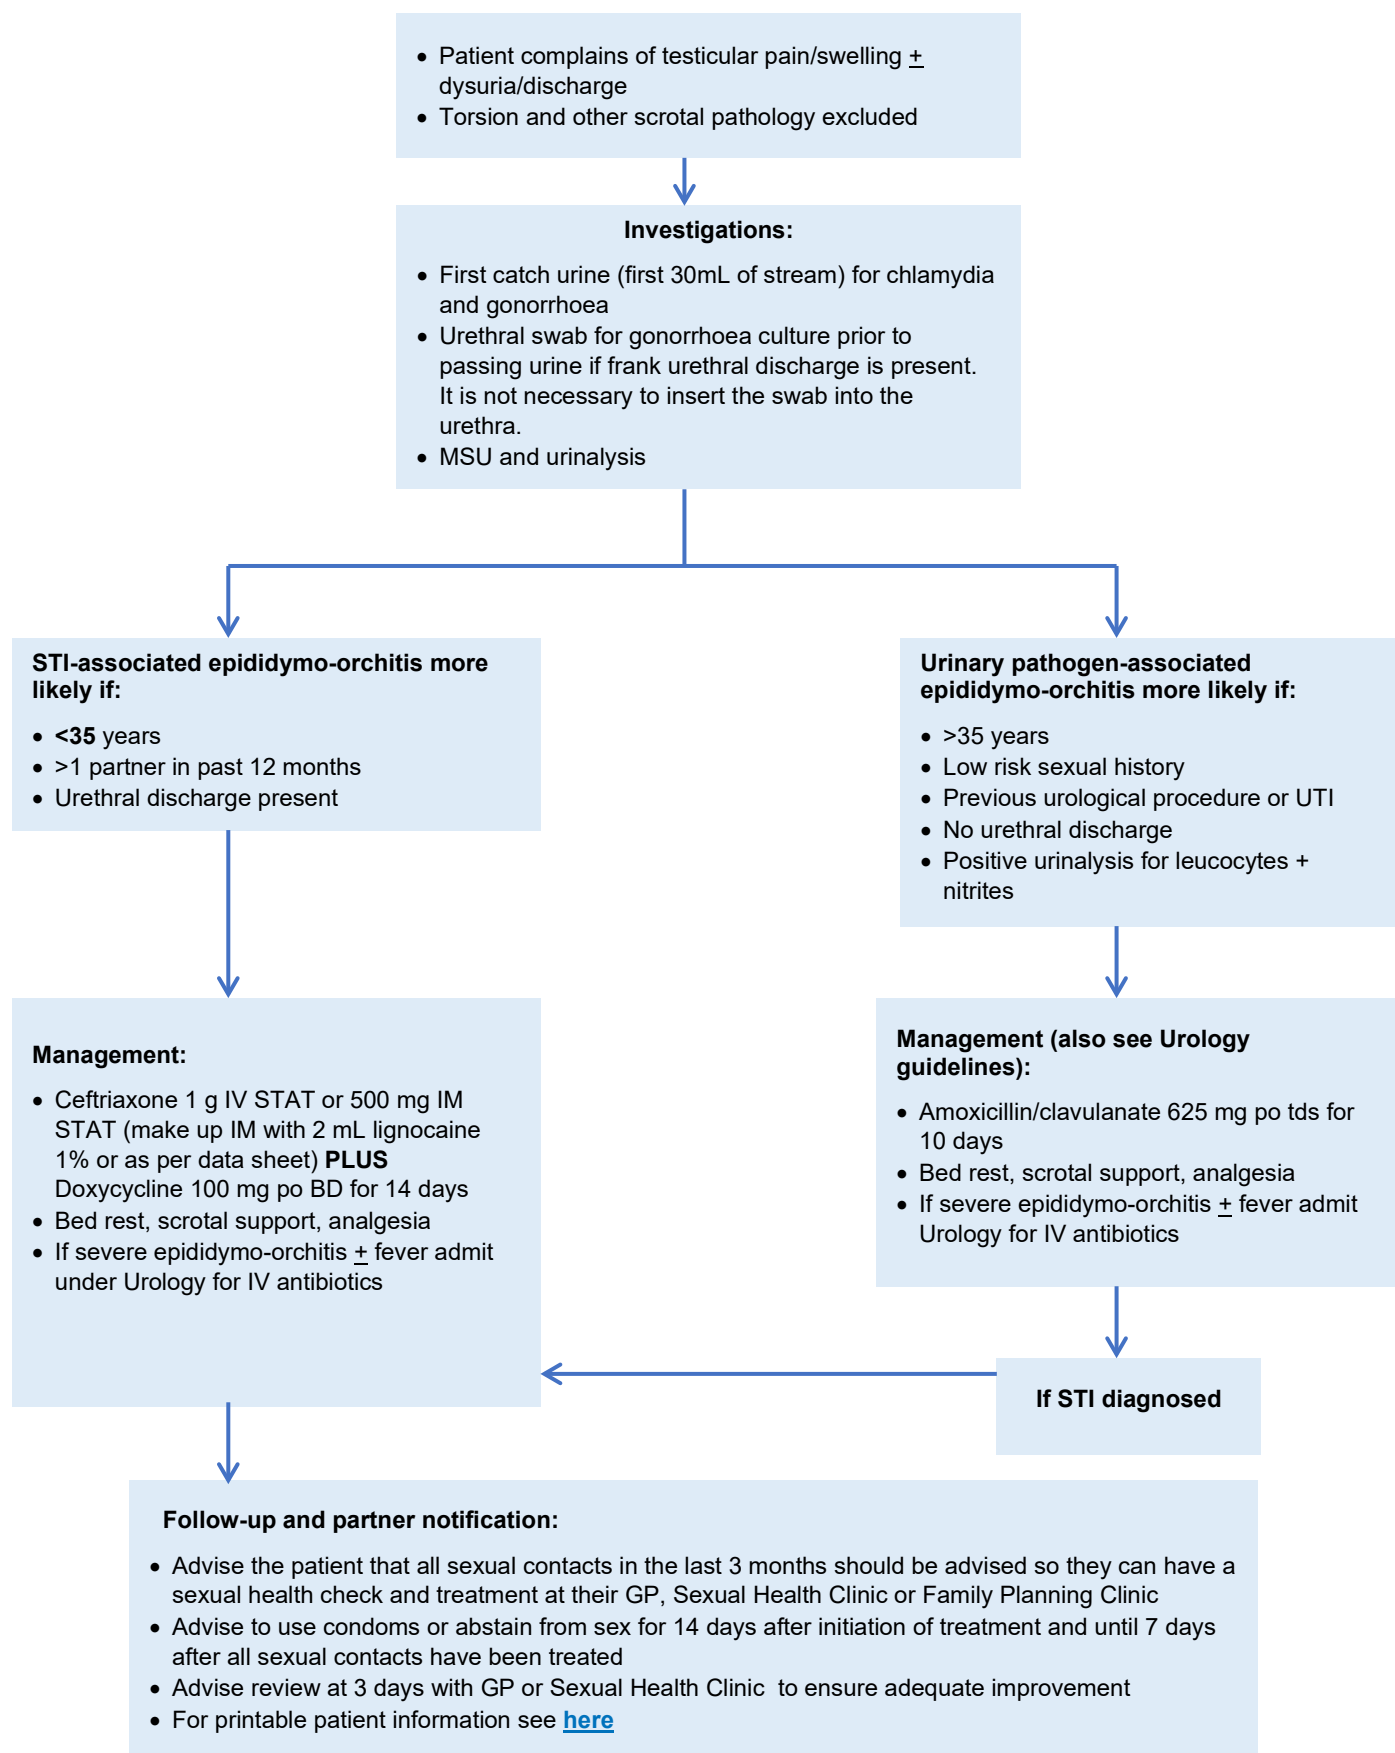 • Patient complains of testicular pain/swelling ±
dysuria/discharge
• Torsion and other scrotal pathology excluded
Investigations:
• First catch urine (first 30mL of stream) for chlamydia
and gonorrhoea
• Urethral swab for gonorrhoea culture prior to
passing urine if frank urethral discharge is present.
It is not necessary to insert the swab into the
urethra.
• MSU and urinalysis
STI-associated epididymo-orchitis more
likely if:
• <35 years
• >1 partner in past 12 months
• Urethral discharge present
Urinary pathogen-associated
epididymo-orchitis more likely if:
• >35 years
• Low risk sexual history
• Previous urological procedure or UTI
• No urethral discharge
• Positive urinalysis for leucocytes +
nitrites
Management:
• Ceftriaxone 1 g IV STAT or 500 mg IM
STAT (make up IM with 2 mL lignocaine
1% or as per data sheet) PLUS
Doxycycline 100 mg po BD for 14 days
• Bed rest, scrotal support, analgesia
• If severe epididymo-orchitis ± fever admit
under Urology for IV antibiotics
Management (also see Urology
guidelines):
• Amoxicillin/clavulanate 625 mg po tds for
10 days
• Bed rest, scrotal support, analgesia
• If severe epididymo-orchitis ± fever admit
Urology for IV antibiotics
If STI diagnosed
Follow-up and partner notification:
• Advise the patient that all sexual contacts in the last 3 months should be advised so they can have a
sexual health check and treatment at their GP, Sexual Health Clinic or Family Planning Clinic
• Advise to use condoms or abstain from sex for 14 days after initiation of treatment and until 7 days
after all sexual contacts have been treated
• Advise review at 3 days with GP or Sexual Health Clinic to ensure adequate improvement
• For printable patient information see here